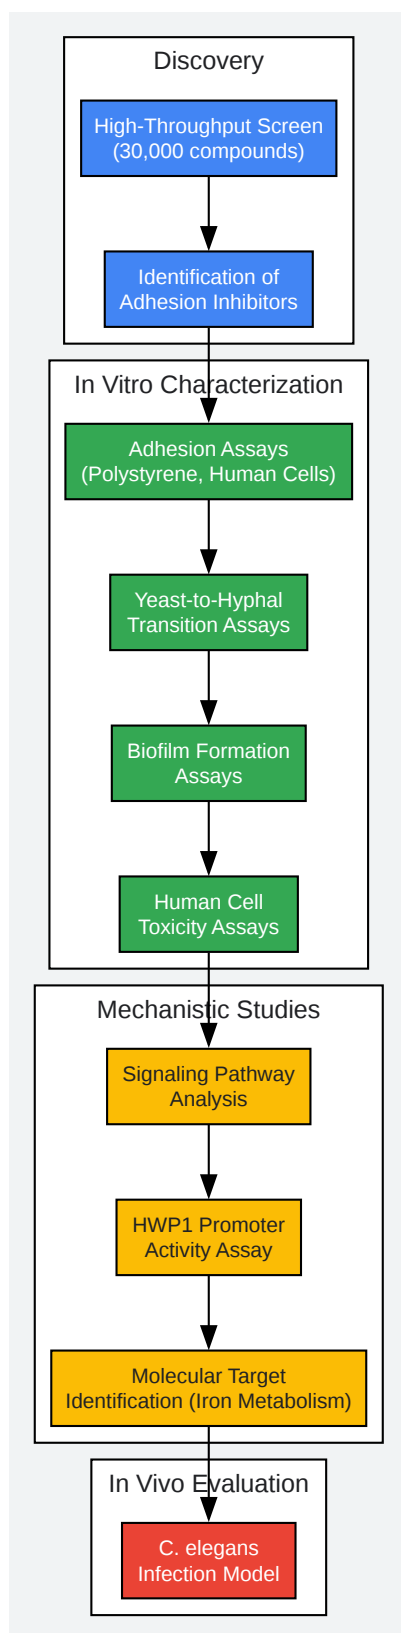 Discovery
High-Throughput Screen
(30,000 compounds)
Identification of
Adhesion Inhibitors
In Vitro Characterization
Adhesion Assays
(Polystyrene, Human Cells)
Yeast-to-Hyphal
Transition Assays
Biofilm Formation
Assays
Human Cell
Toxicity Assays
Mechanistic Studies
Signaling Pathway
Analysis
HWP1 Promoter
Activity Assay
Molecular Target
Identification (Iron Metabolism)
In Vivo Evaluation
C. elegans
Infection Model